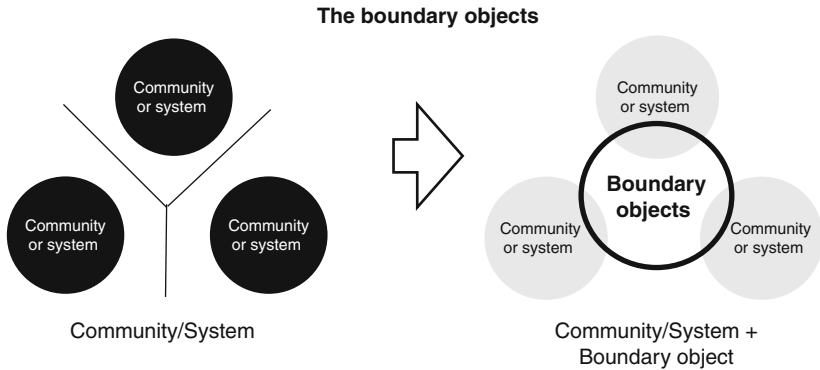 The boundary objects
Community
or system
Community
or system
Community
or system
Community/System
Community
or system
Boundary
objects
Community
or system
Community
or system
Community/System +
Boundary object